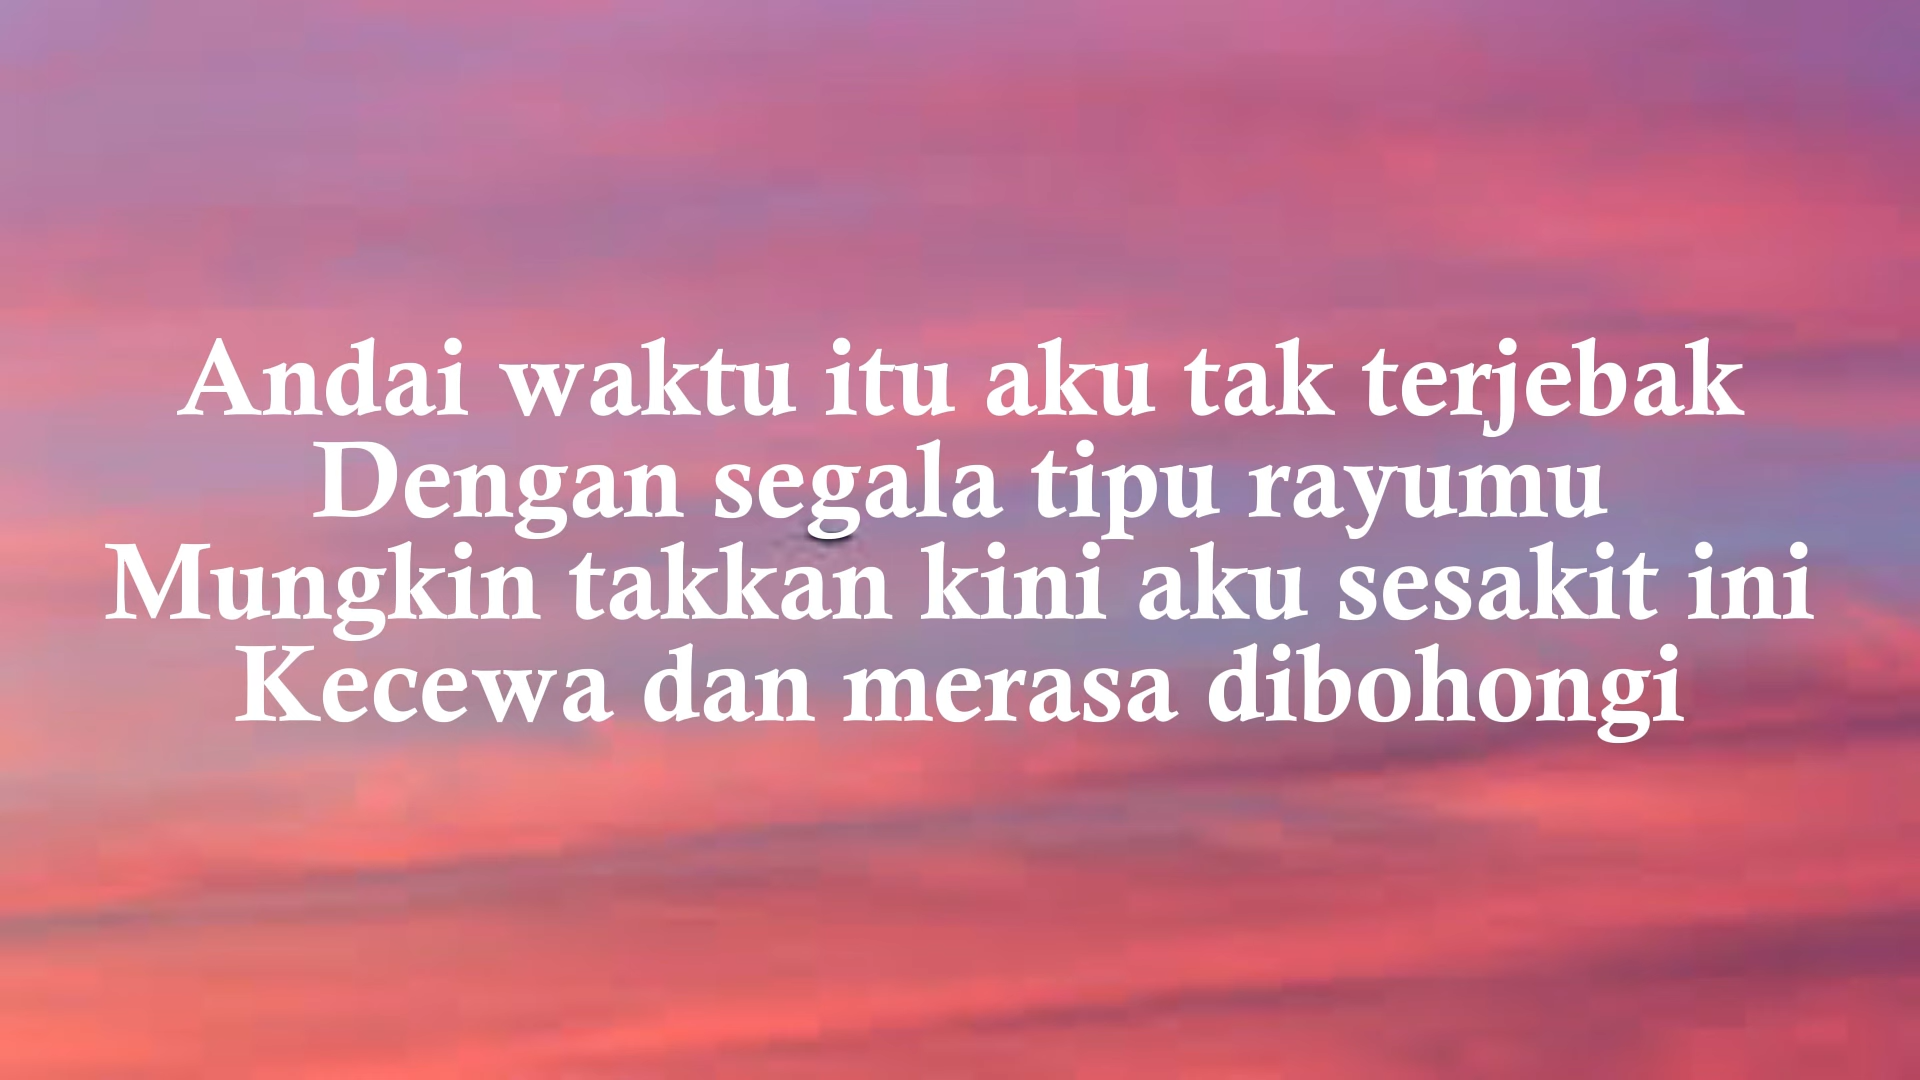 Andai waktu itu aku tak terjebak
Dengan segala tipu rayumu
Mungkin takkan kini aku sesakit ini
Kecewa dan merasa dibohongi